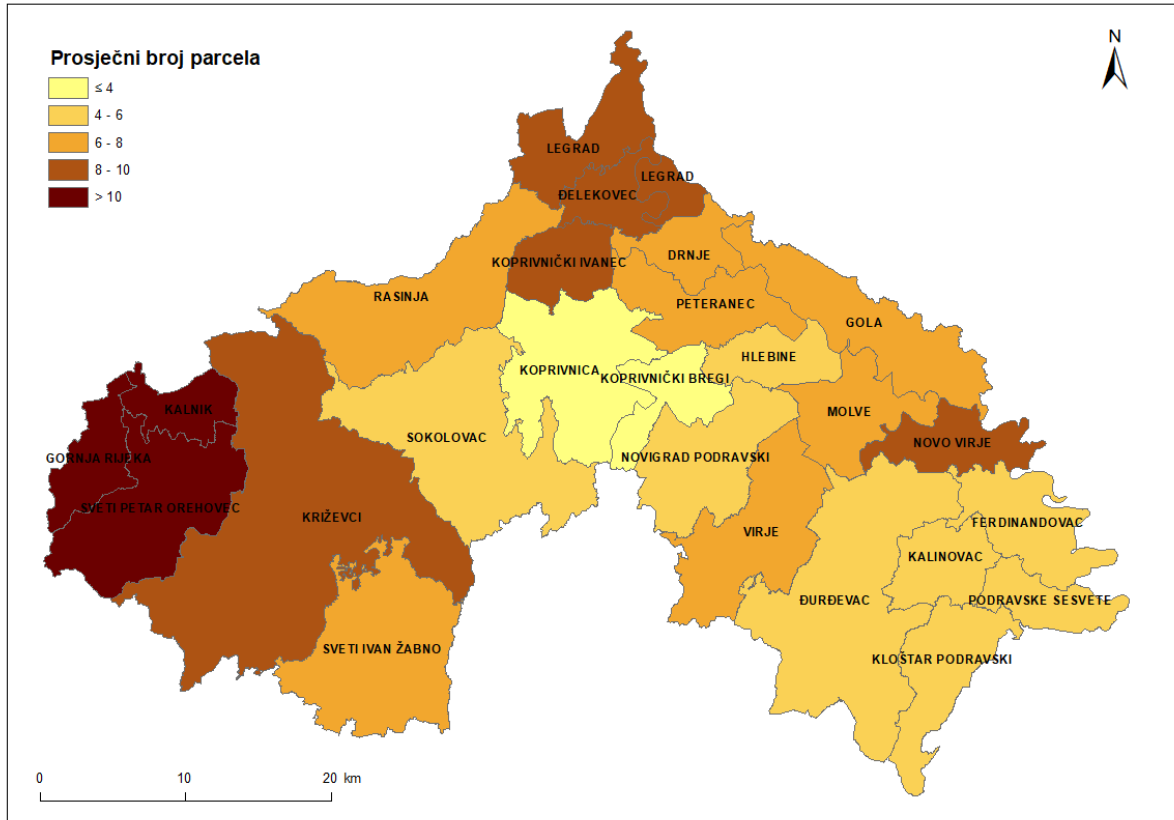 Prosječni broj parcela
≤ 4
4 - 6
6 - 8
8 - 10
> 10
N
LEGRAD
LEGRAD
ĐELEKOVEC
KOPRIVNIČKI IVANEC
DRNJE
RASINJA
PETERANEC
GOLA
HLEBINE
KOPRIVNICA
KOPRIVNIČKI BREGI
KALNIK
MOLVE
SOKOLOVAC
NOVO VIRJE
GORNJA RIJEKA
NOVIGRAD PODRAVSKI
SVETI PETAR OREHOVEC
KRIŽEVCI
FERDINANDOVAC
VIRJE
KALINOVAC
ĐURĐEVAC
PODRAVSKE SESVETE
SVETI IVAN ŽABNO
KLOŠTAR PODRAVSKI
0 10 20 km